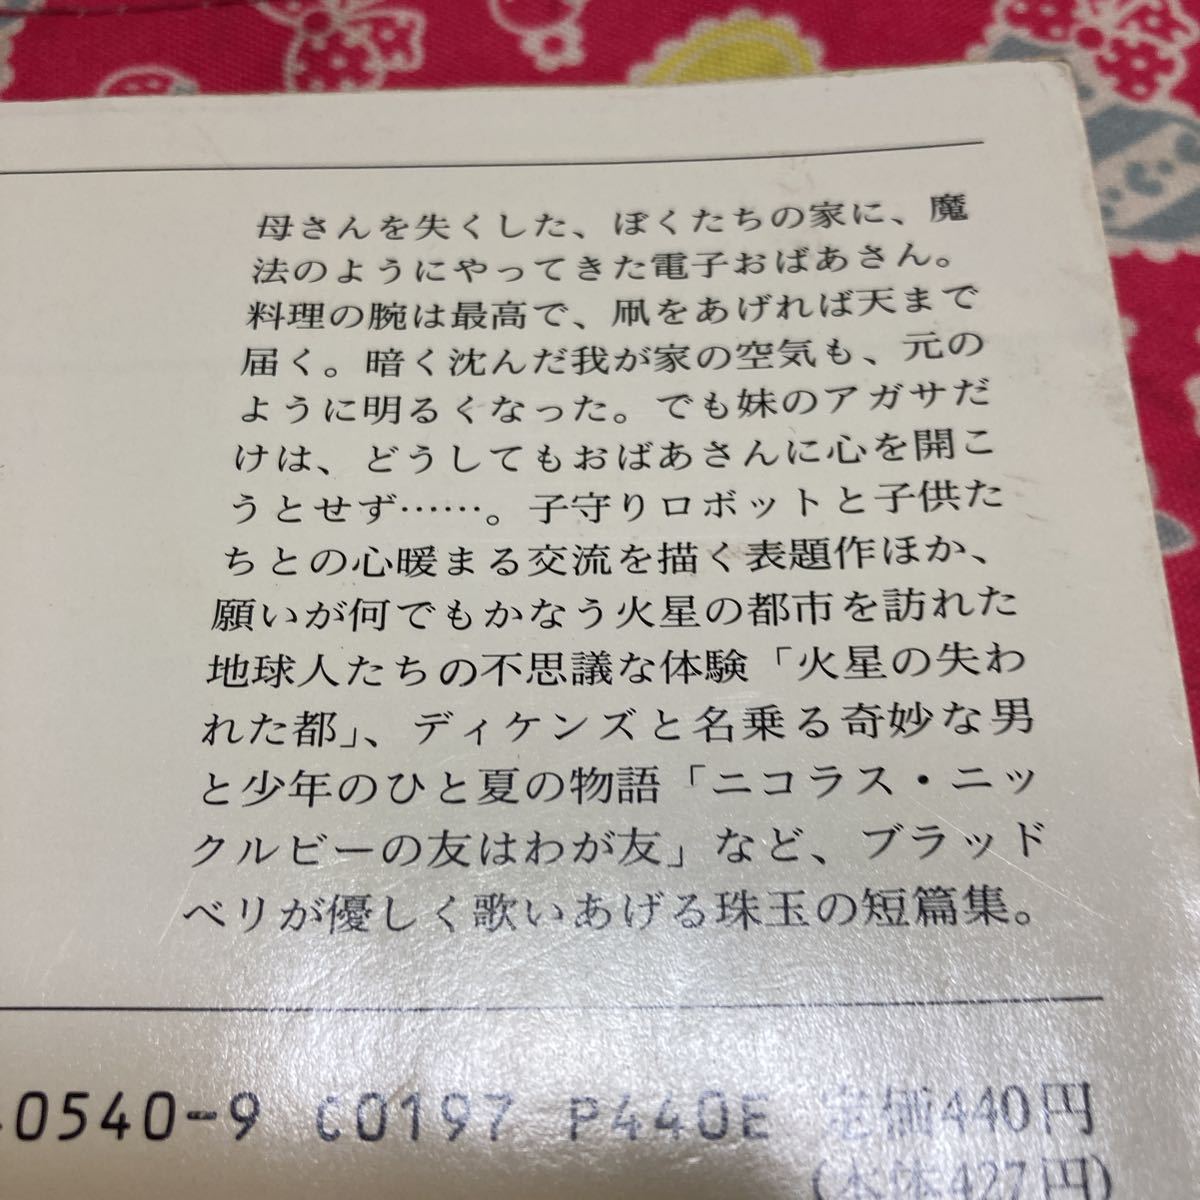 母さんを失くした、ぼくたちの家に、魔
法のようにやってきた電子おばあさん。
料理の腕は最高で、凧をあげれば天まで
届く。暗く沈んだ我が家の空気も、元の
ように明るくなった。でも妹のアガサだ
けは、どうしてもおばあさんに心を開こ
うとせず……。子守りロボットと子供た
ちとの心暖まる交流を描く表題作ほか、
願いが何でもかなう火星の都市を訪れた
地球人たちの不思議な体験「火星の失わ
れた都」、ディケンズと名乗る奇妙な男
と少年のひと夏の物語「ニコラス・ニッ
クルビーの友はわが友」など、ブラッド
ベリが優しく歌いあげる珠玉の短篇集。
0540-9 C0197 P440E 定価440円
(本体427円)